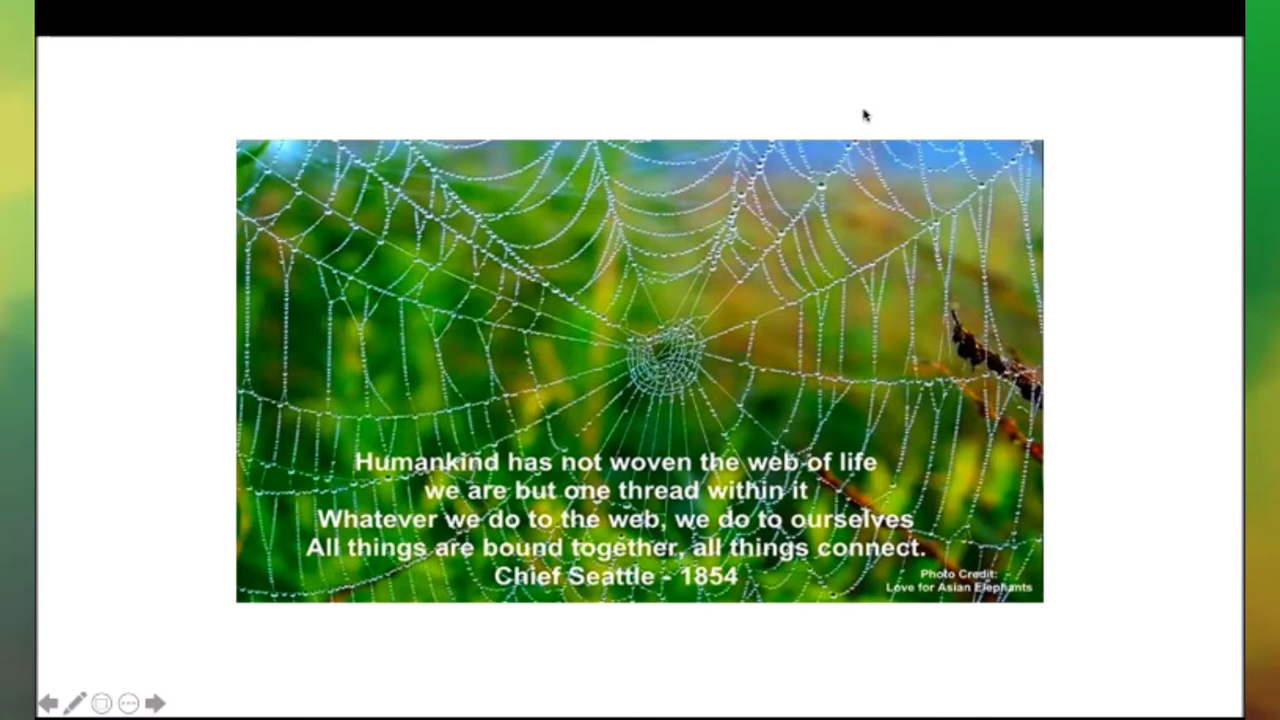 Humankind has not woven the web of life
we are but one thread within it
Whatever we do to the web, we do to ourselves
All things are bound together, all things connect.
Chief Seattle - 1854
Photo Credit:
Love for Asian Elephants